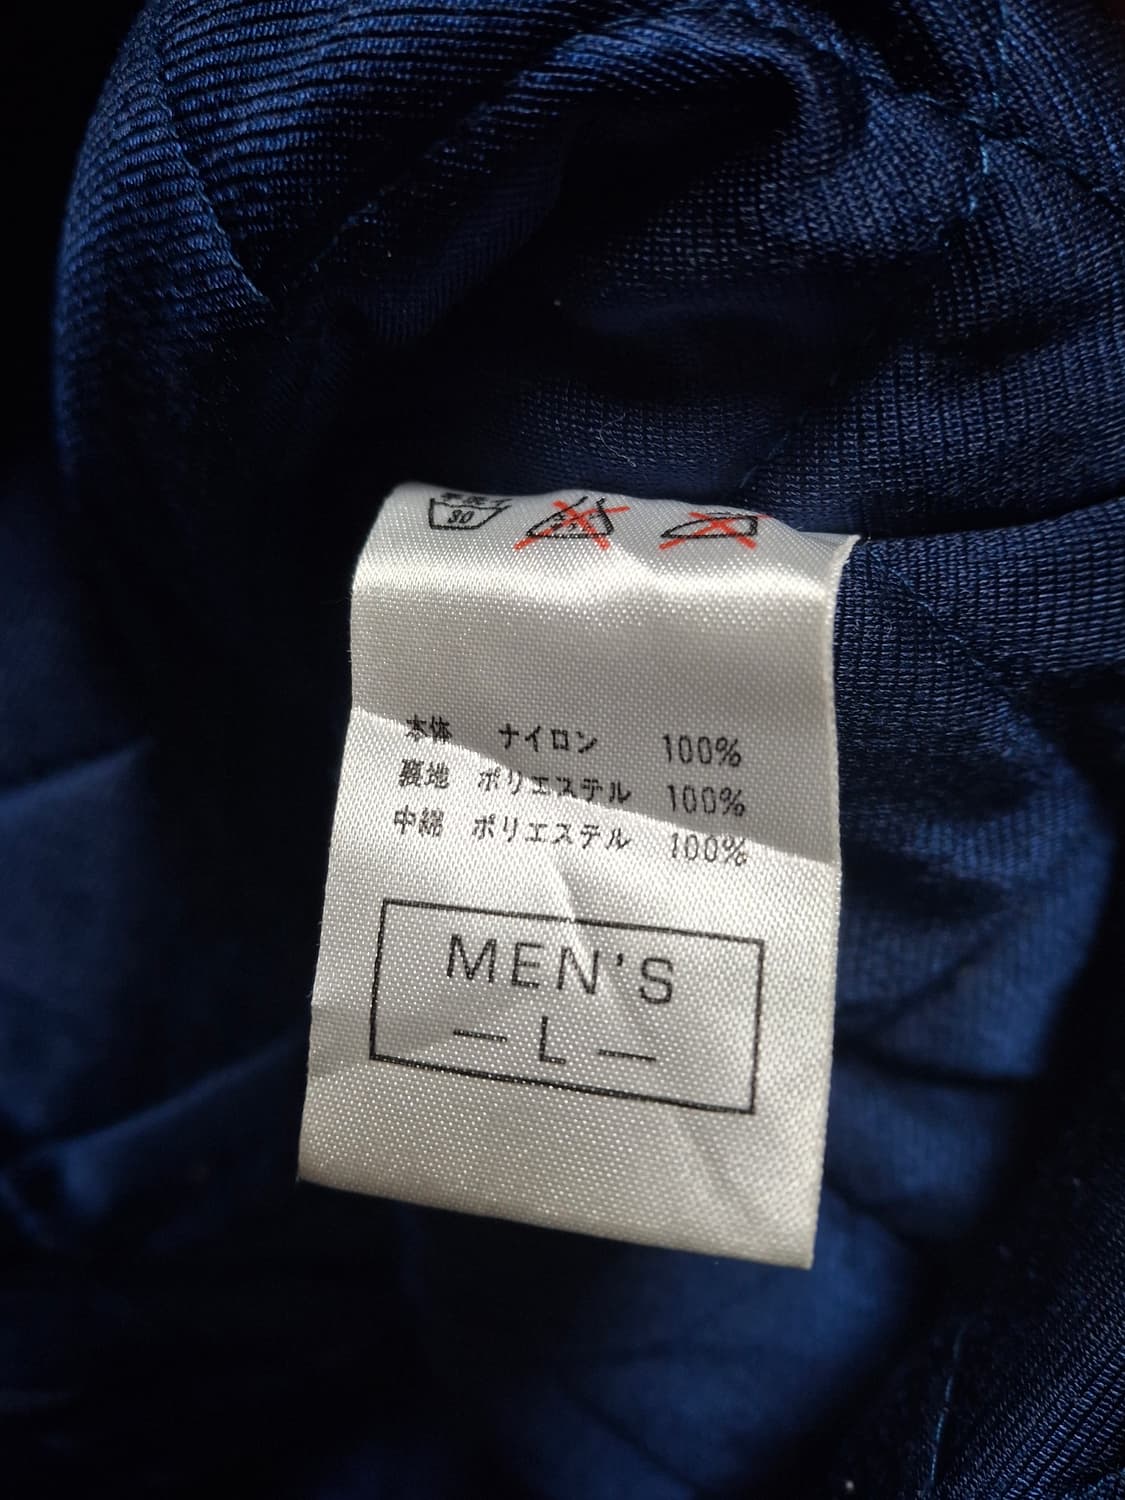 手洗イ
30
本体 ナイロン 100%
裏地 ポリエステル 100%
中綿 ポリエステル 100%
MEN'S
— L —